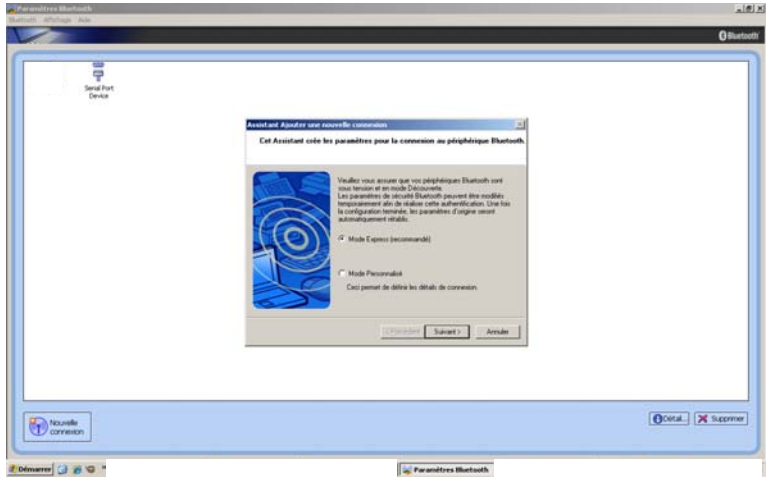 Paramètres Bluetooth
Bluetooth Affichage Aide
Bluetooth
Serial Port
Device
Assistant Ajouter une nouvelle connexion
Cet Assistant crée les paramètres pour la connexion au périphérique Bluetooth.
Veuillez vous assurer que vos périphériques Bluetooth sont
sous tension et en mode Découverte.
Les paramètres de sécurité Bluetooth peuvent être modifiés
temporairement afin de réaliser cette authentification. Une fois
la configuration terminée, les paramètres d'origine seront
automatiquement rétablis.
Mode Express (recommandé)
Mode Personnalisé
Ceci permet de définir les détails de connexion.
< Précédent Suivant > Annuler
Nouvelle
connexion
Détail... Supprimer
Démarrer » Paramètres Bluetooth